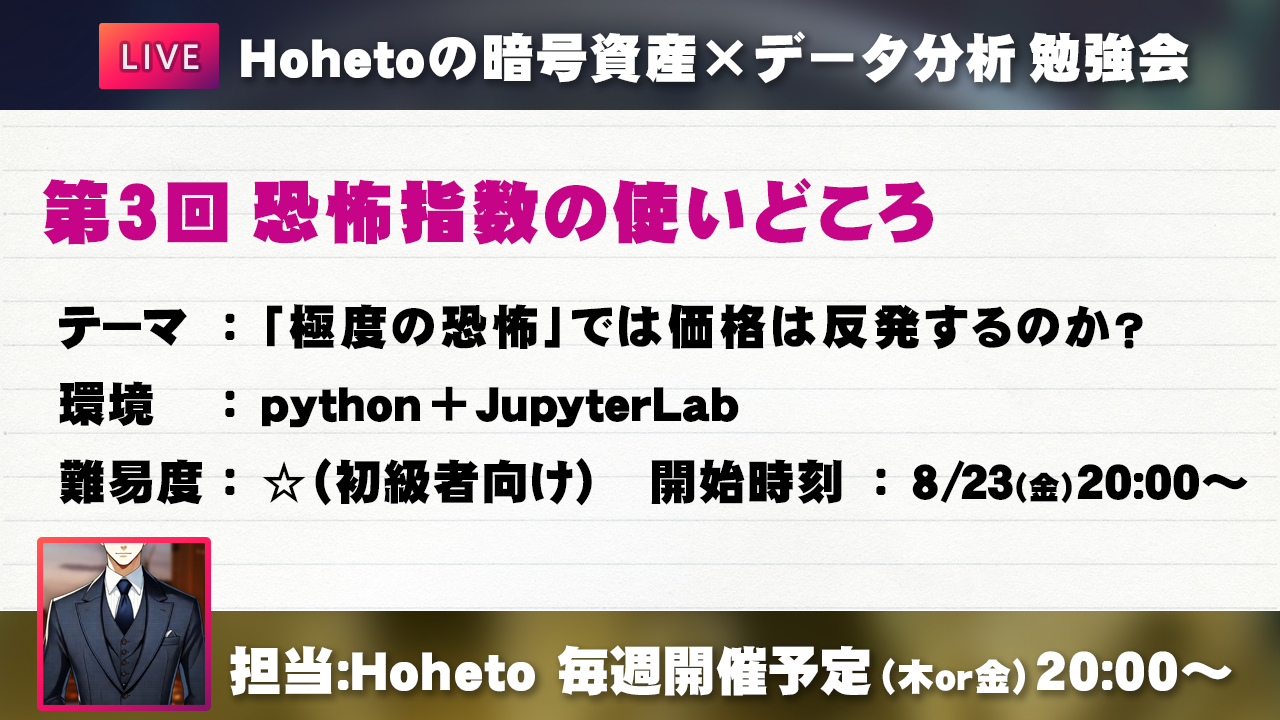 LIVE Hohetoの暗号資産×データ分析 勉強会
第3回 恐怖指数の使いどころ
テーマ ：「極度の恐怖」では価格は反発するのか?
環境 ： python＋JupyterLab
難易度： ☆（初級者向け） 開始時刻 ： 8/23(金)20:00～
担当:Hoheto 毎週開催予定（木or金）20:00～